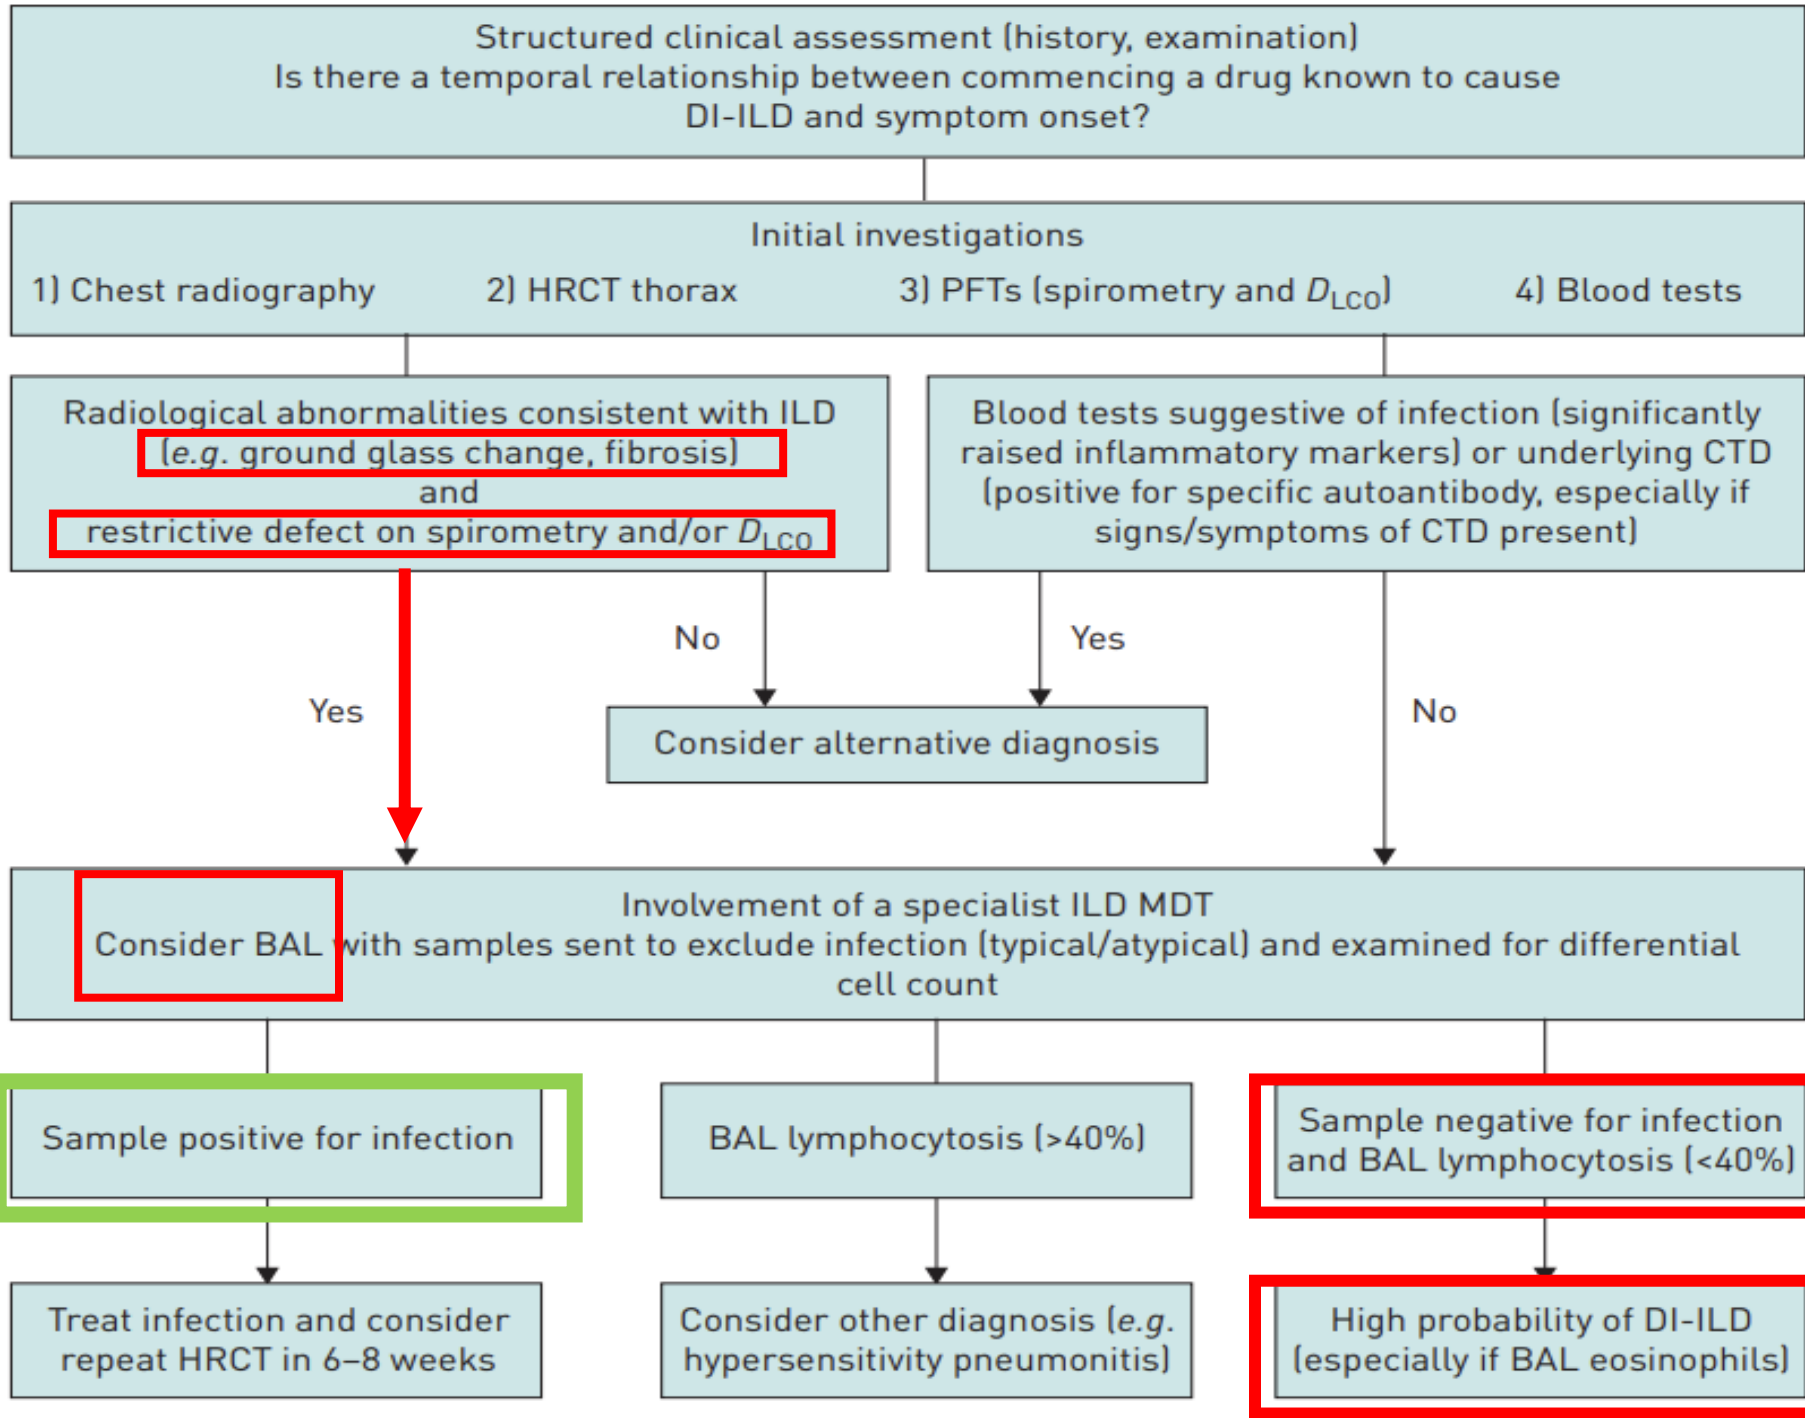 Structured clinical assessment (history, examination)
Is there a temporal relationship between commencing a drug known to cause
DI-ILD and symptom onset?
Initial investigations
1) Chest radiography 2) HRCT thorax 3) PFTs (spirometry and DLCO) 4) Blood tests
Radiological abnormalities consistent with ILD
(e.g. ground glass change, fibrosis)
and
restrictive defect on spirometry and/or DLCO
Blood tests suggestive of infection (significantly
raised inflammatory markers) or underlying CTD
(positive for specific autoantibody, especially if
signs/symptoms of CTD present)
No
Yes
Yes
No
Consider alternative diagnosis
Involvement of a specialist ILD MDT
Consider BAL with samples sent to exclude infection (typical/atypical) and examined for differential
cell count
Sample positive for infection
BAL lymphocytosis (>40%)
Sample negative for infection
and BAL lymphocytosis (<40%)
Treat infection and consider
repeat HRCT in 6–8 weeks
Consider other diagnosis (e.g.
hypersensitivity pneumonitis)
High probability of DI-ILD
(especially if BAL eosinophils)